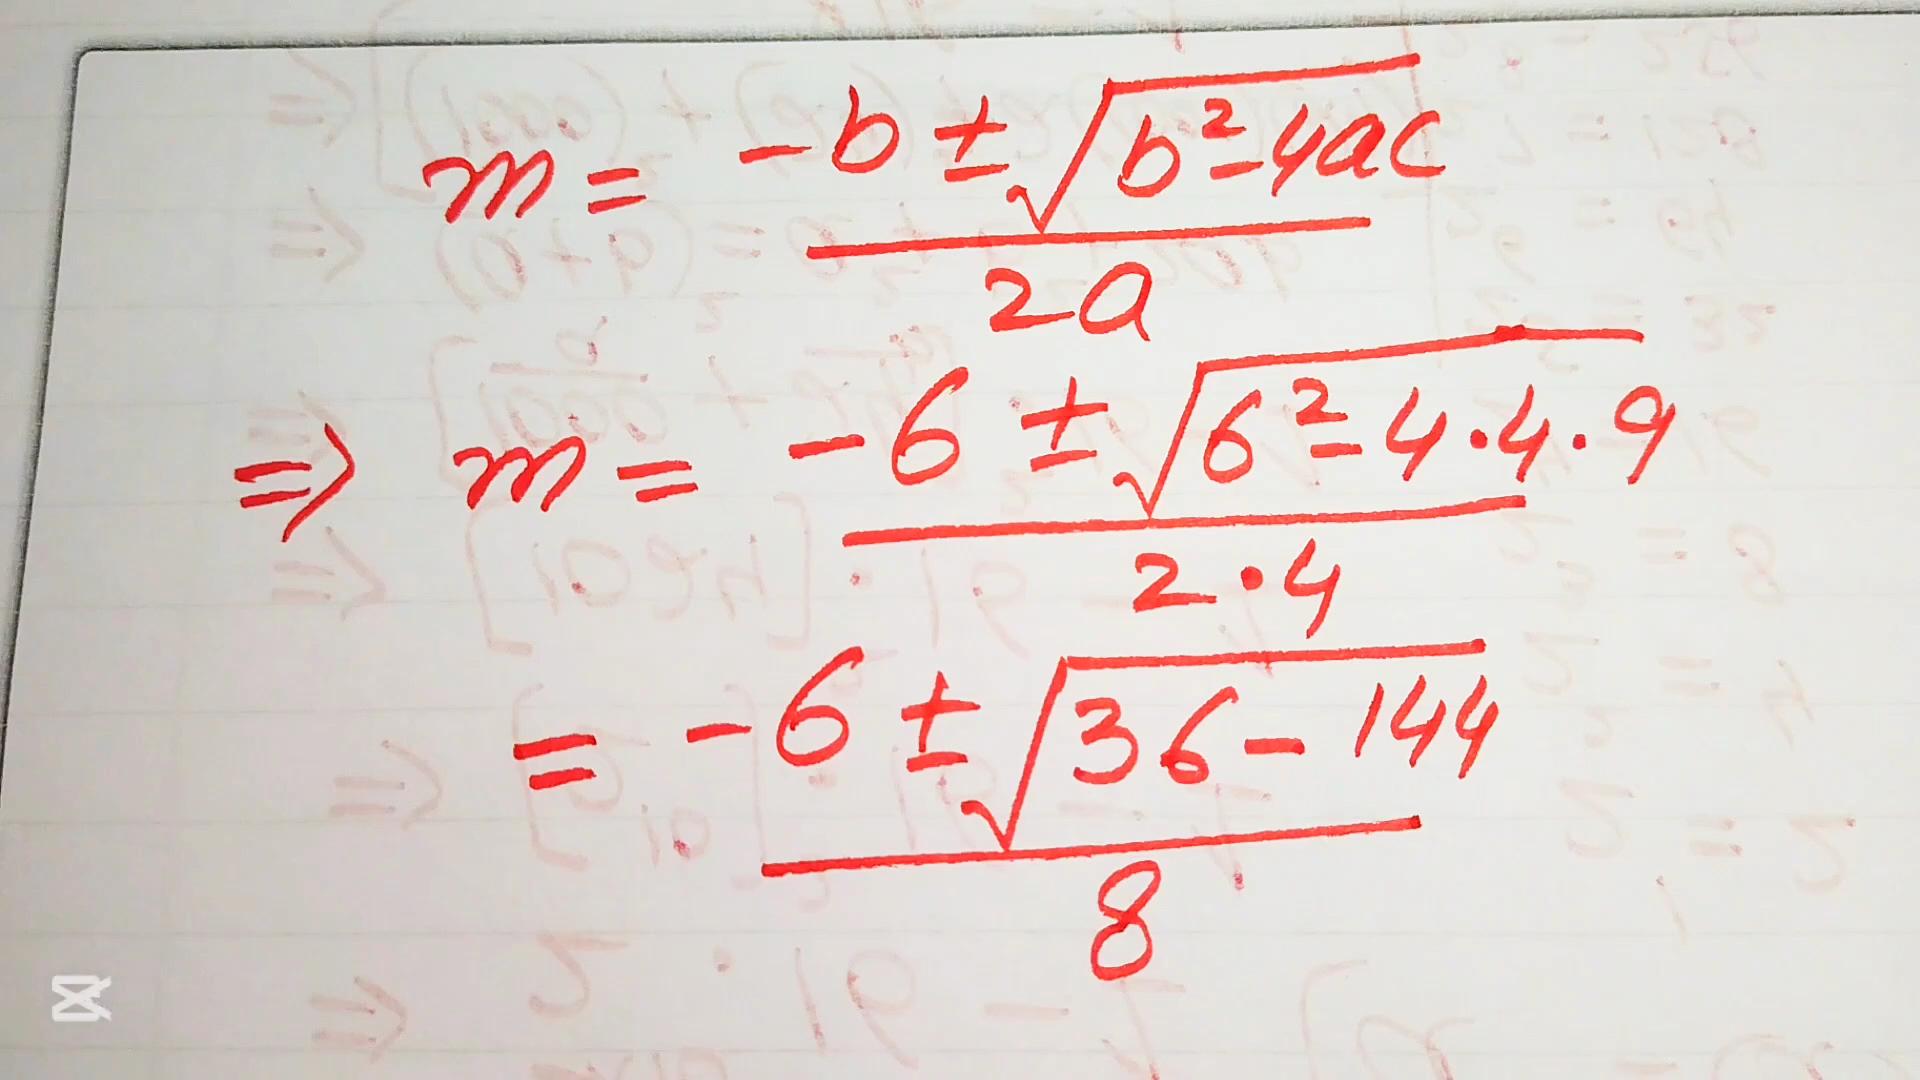 m = (-b ± √(b² - 4ac)) / 2a
⇒ m = (-6 ± √(6² - 4·4·9)) / 2·4
= (-6 ± √(36 - 144)) / 8